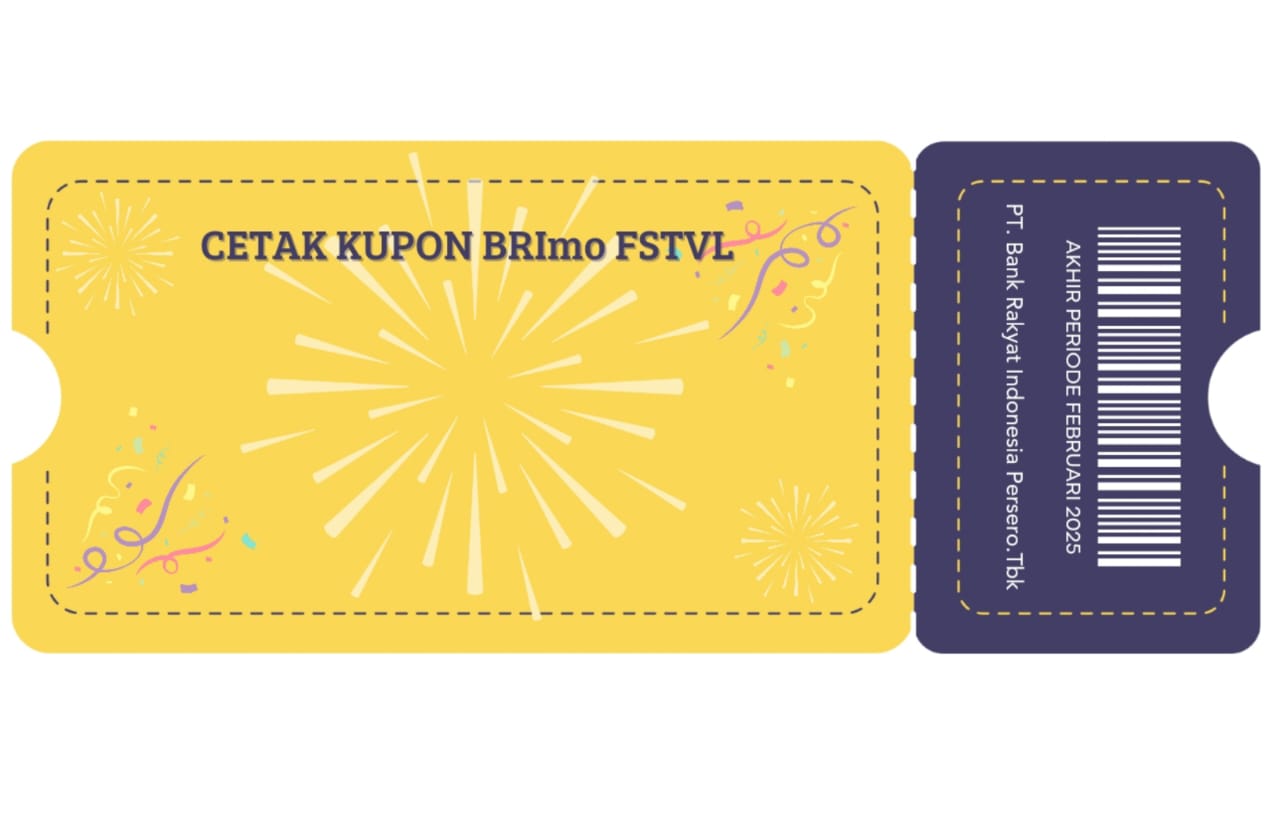 CETAK KUPON BRImo FSTVL
AKHIR PERIODE FEBRUARI 2025
PT. Bank Rakyat Indonesia Persero.Tbk